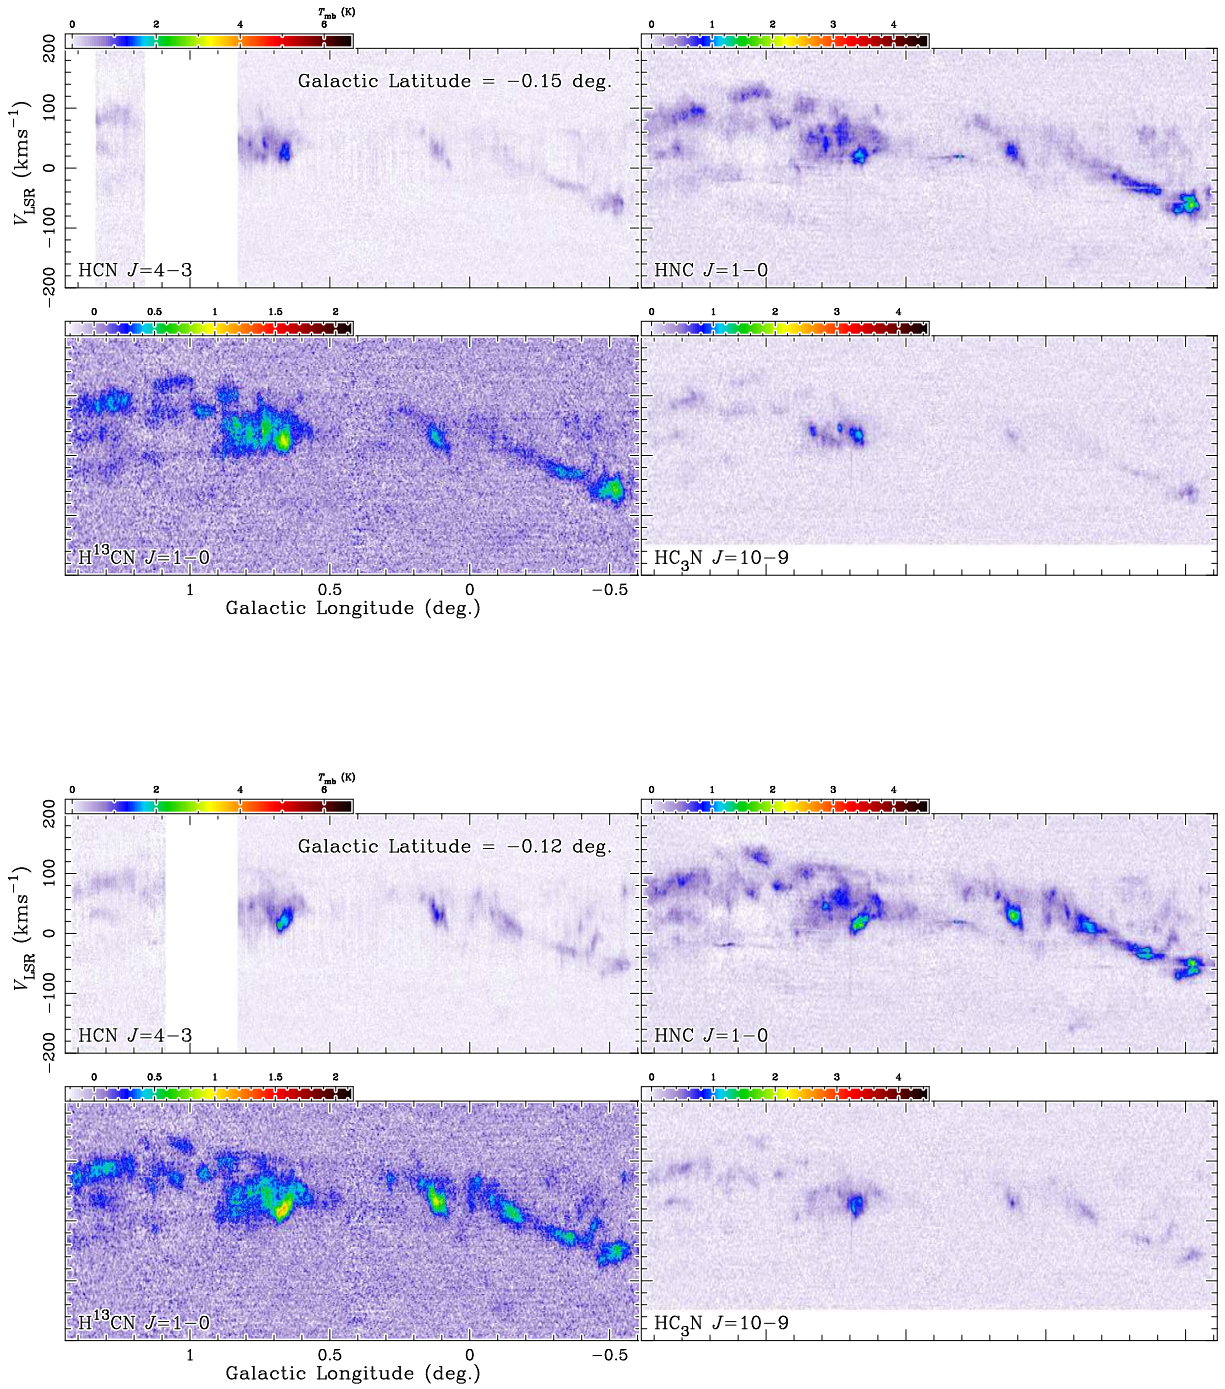 T_mb (K)
0 2 4 6
0 1 2 3 4
200
100
0
−100
−200
V_LSR (kms⁻¹)
Galactic Latitude = −0.15 deg.
HCN J=4−3
HNC J=1−0
0 0.5 1 1.5 2
0 1 2 3 4
H¹³CN J=1−0
HC₃N J=10−9
1 0.5 0 −0.5
Galactic Longitude (deg.)
T_mb (K)
0 2 4 6
0 1 2 3 4
200
100
0
−100
−200
V_LSR (kms⁻¹)
Galactic Latitude = −0.12 deg.
HCN J=4−3
HNC J=1−0
0 0.5 1 1.5 2
0 1 2 3 4
H¹³CN J=1−0
HC₃N J=10−9
1 0.5 0 −0.5
Galactic Longitude (deg.)